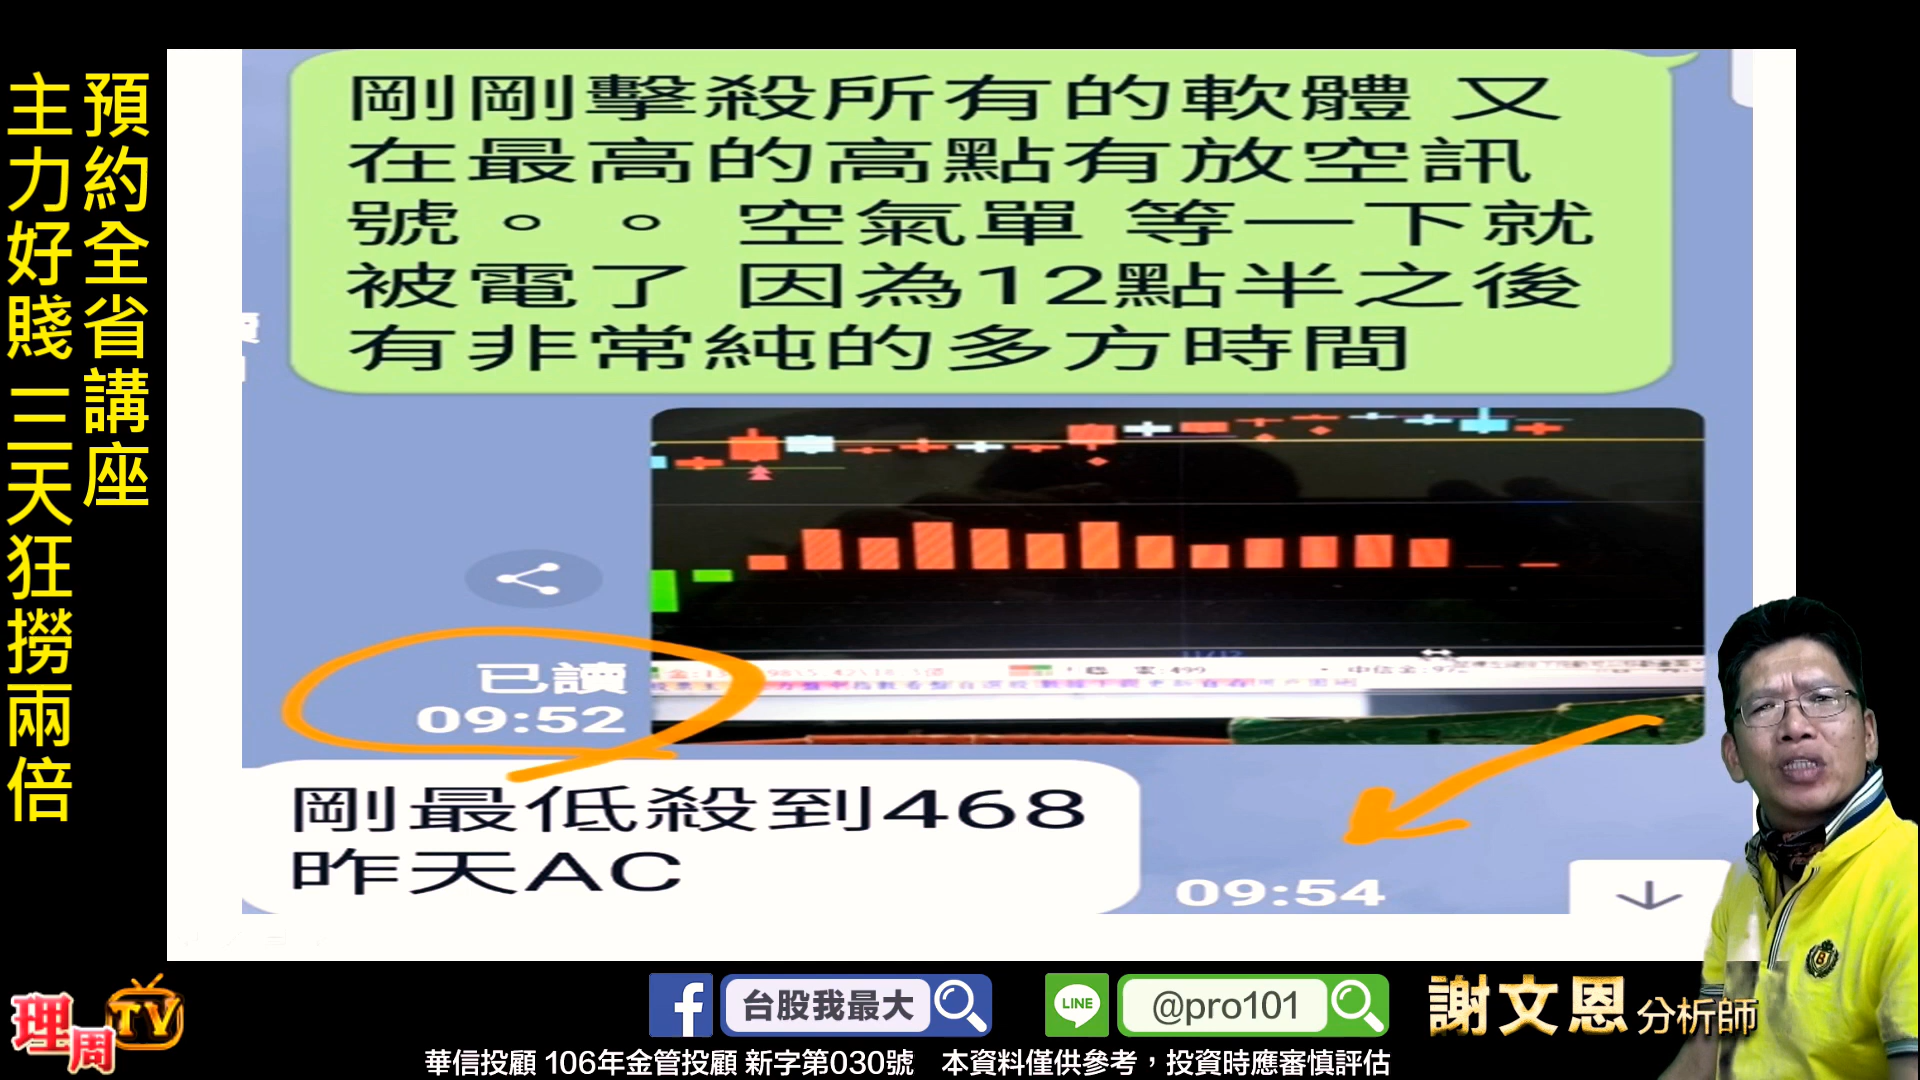 預約全省講座
主力好賤 三天狂撈兩倍
剛剛擊殺所有的軟體 又
在最高的高點有放空訊
號。。 空氣單 等一下就
被電了 因為12點半之後
有非常純的多方時間
已讀
09:52
剛最低殺到468
昨天AC
09:54
理周TV
台股我最大
LINE
@pro101
謝文恩 分析師
華信投顧 106年金管投顧 新字第030號 本資料僅供參考，投資時應審慎評估